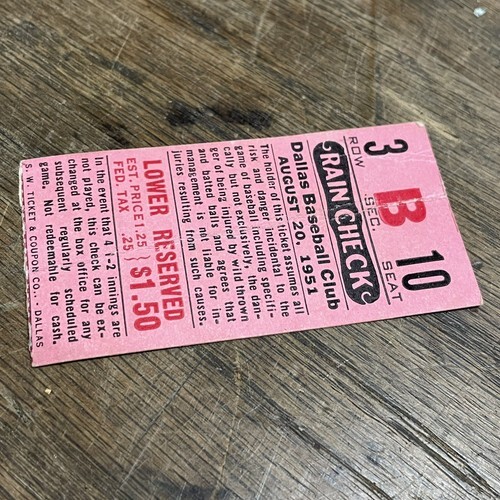 3 B 10
ROW SEC. SEAT
RAIN CHECK
Dallas Baseball Club
AUGUST 20, 1951
The holder of this ticket assumes all
risk and danger incidental to the
game of baseball including specifi-
cally but not exclusively, the dan-
ger of being injured by wild thrown
and batted balls and agrees that
management is not liable for in-
juries resulting from such causes.
LOWER RESERVED
EST. PRICE 1.25
FED. TAX .25 } $1.50
In the event that 4 1-2 innings are
not played, this check can be ex-
changed at the box office for any
subsequent regularly scheduled
game. Not redeemable for cash.
S. W. TICKET & COUPON CO., DALLAS